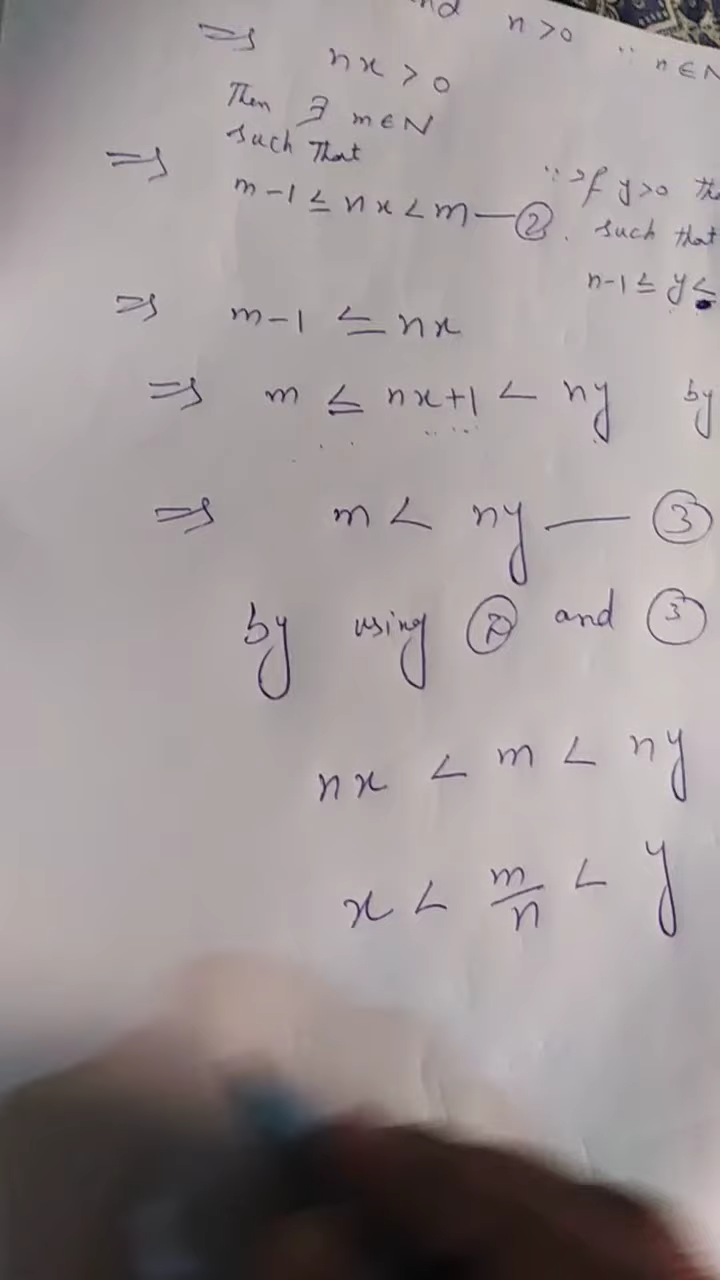 n > 0 ∵ n ∈ N
⇒ nx > 0
Then ∃ m ∈ N
such that
⇒ m-1 ≤ nx < m — ②
∵ If y > 0
such that
n-1 ≤ y <
⇒ m-1 ≤ nx
⇒ m ≤ nx+1 < ny by
⇒ m < ny — ③
by using ② and ③
nx < m < ny
x < m/n < y